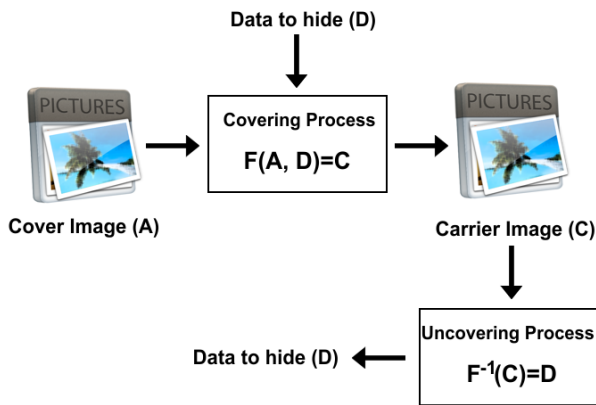 Data to hide (D)
PICTURES
Covering Process
F(A, D)=C
PICTURES
Cover Image (A)
Carrier Image (C)
Uncovering Process
Data to hide (D)
F⁻¹(C)=D